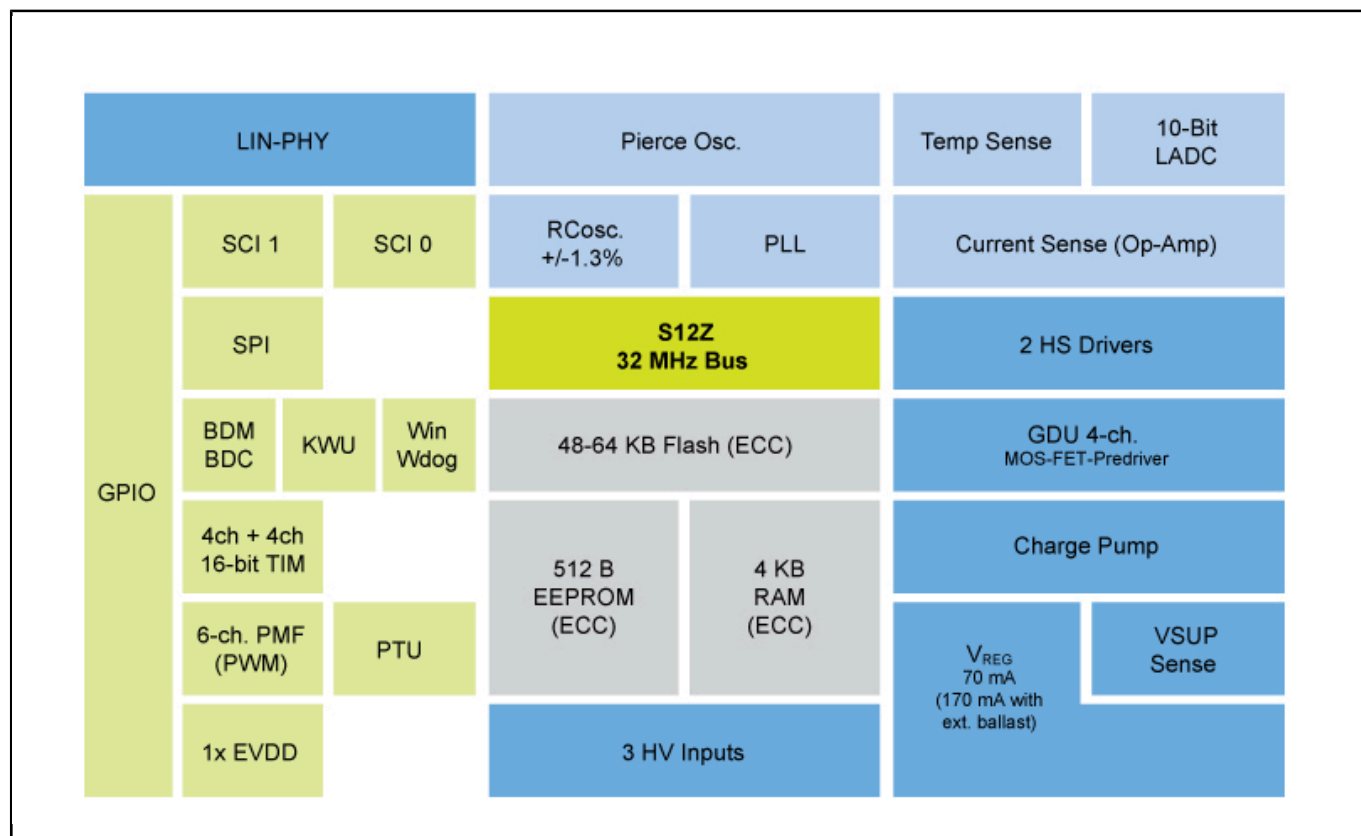 LIN-PHY
Pierce Osc.
Temp Sense
10-Bit
LADC
GPIO
SCI 1
SCI 0
RCosc.
+/-1.3%
PLL
Current Sense (Op-Amp)
SPI
S12Z
32 MHz Bus
2 HS Drivers
BDM
BDC
KWU
Win
Wdog
48-64 KB Flash (ECC)
GDU 4-ch.
MOS-FET-Predriver
4ch + 4ch
16-bit TIM
512 B
EEPROM
(ECC)
4 KB
RAM
(ECC)
Charge Pump
6-ch. PMF
(PWM)
PTU
VREG
70 mA
(170 mA with
ext. ballast)
VSUP
Sense
1x EVDD
3 HV Inputs